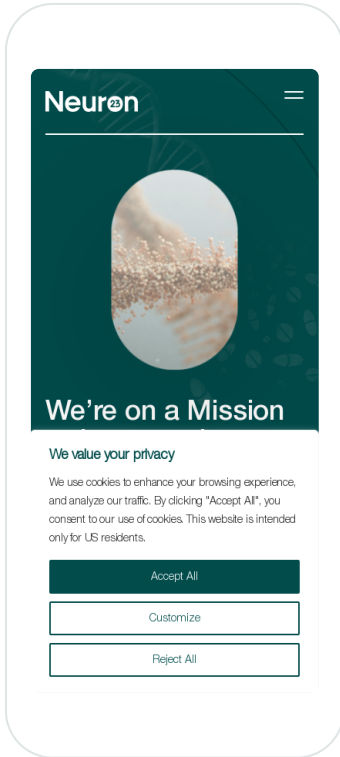 Neuron23
We're on a Mission
We value your privacy
We use cookies to enhance your browsing experience,
and analyze our traffic. By clicking "Accept All", you
consent to our use of cookies. This website is intended
only for US residents.
Accept All
Customize
Reject All